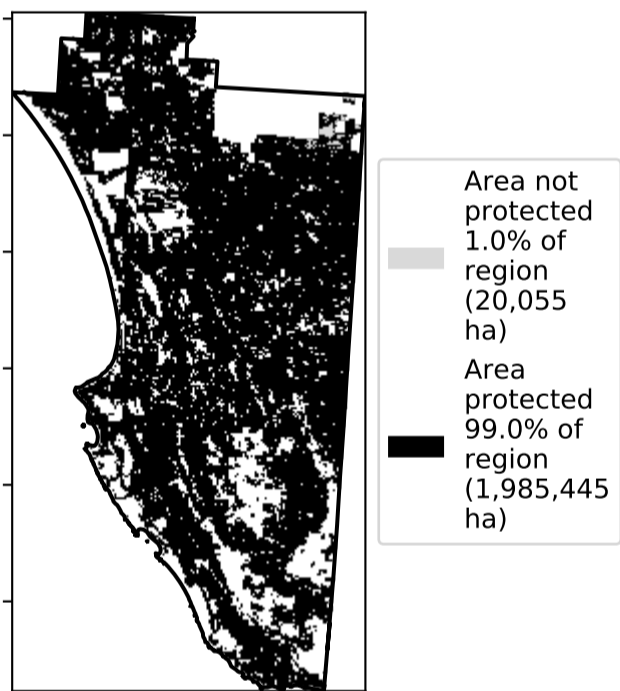 Area not
protected
1.0% of
region
(20,055
ha)
Area
protected
99.0% of
region
(1,985,445
ha)